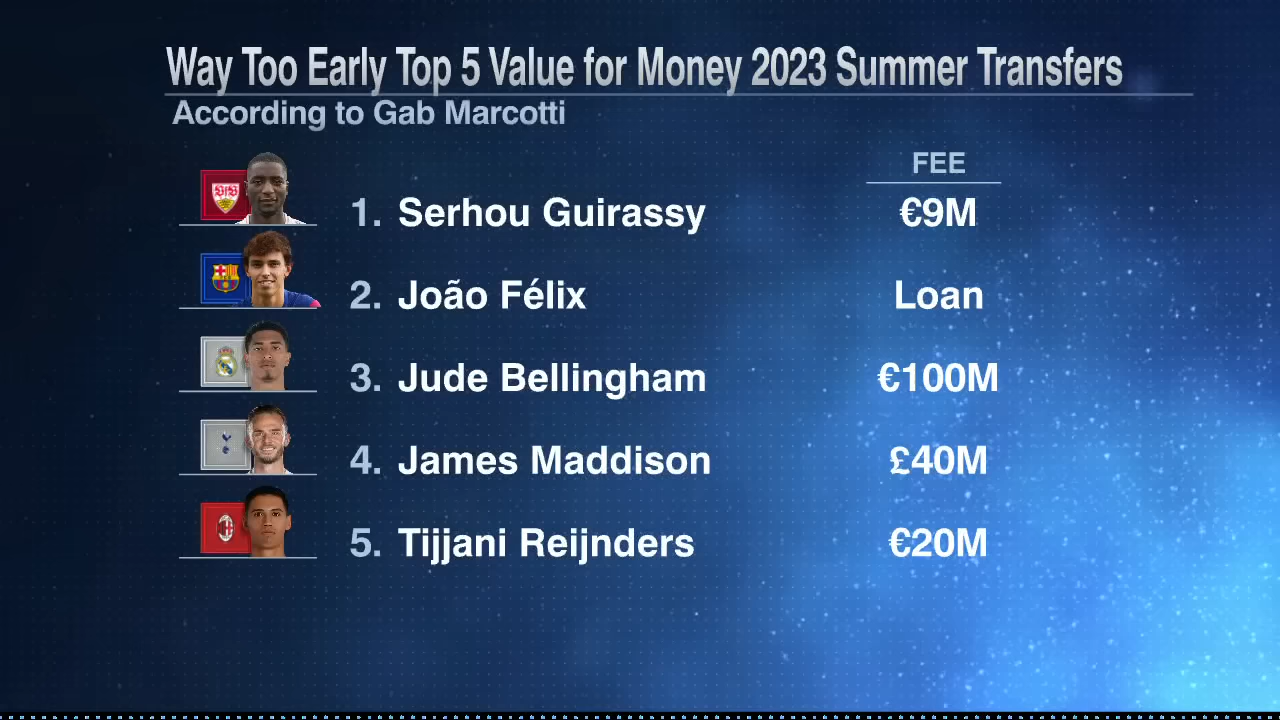 Way Too Early Top 5 Value for Money 2023 Summer Transfers
According to Gab Marcotti
FEE
1. Serhou Guirassy €9M
2. João Félix Loan
3. Jude Bellingham €100M
4. James Maddison £40M
5. Tijjani Reijnders €20M